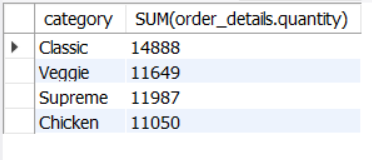 category SUM(order_details.quantity)
Classic 14888
Veggie 11649
Supreme 11987
Chicken 11050